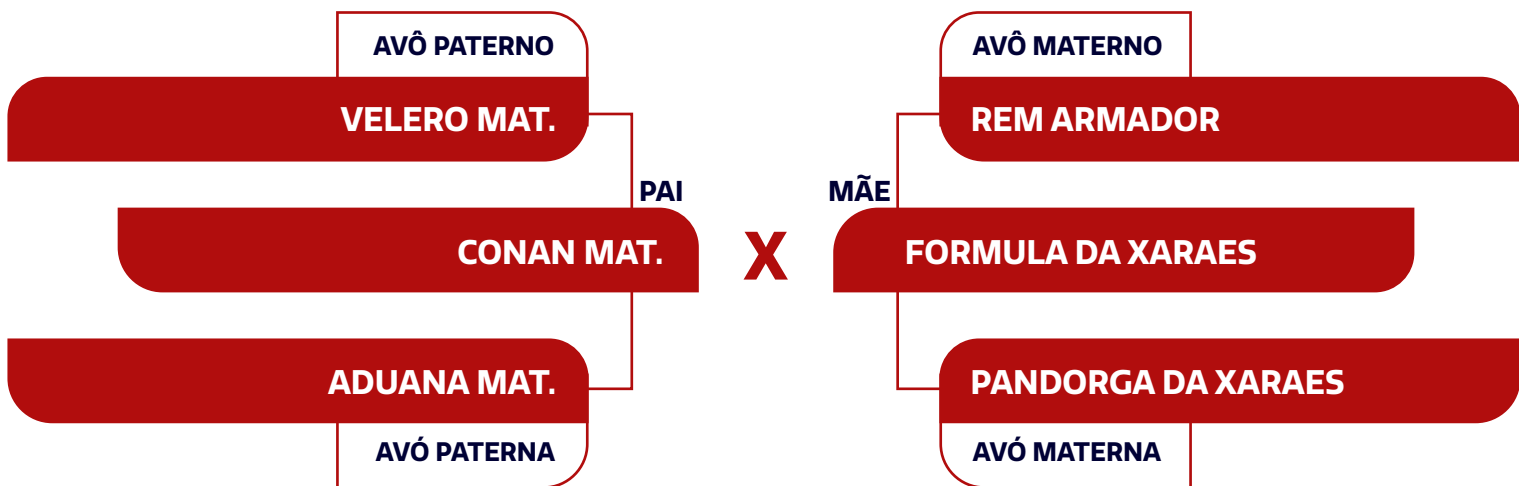 AVÔ PATERNO
VELERO MAT.
PAI
CONAN MAT.
ADUANA MAT.
AVÓ PATERNA
X
AVÔ MATERNO
REM ARMADOR
MÃE
FORMULA DA XARAES
PANDORGA DA XARAES
AVÓ MATERNA